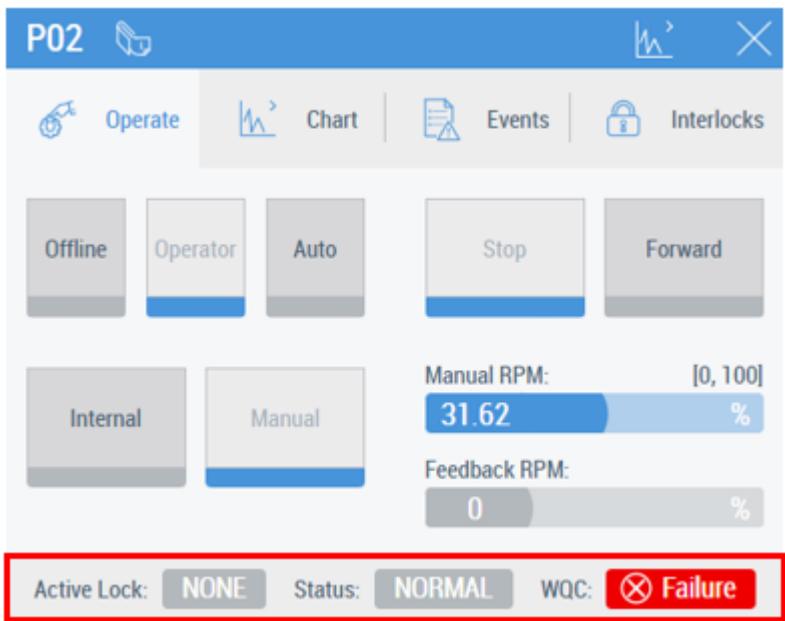 P02
Operate Chart Events Interlocks
Offline Operator Auto Stop Forward
Internal Manual
Manual RPM: [0, 100]
31.62 %
Feedback RPM:
0 %
Active Lock: NONE Status: NORMAL WQC: Failure